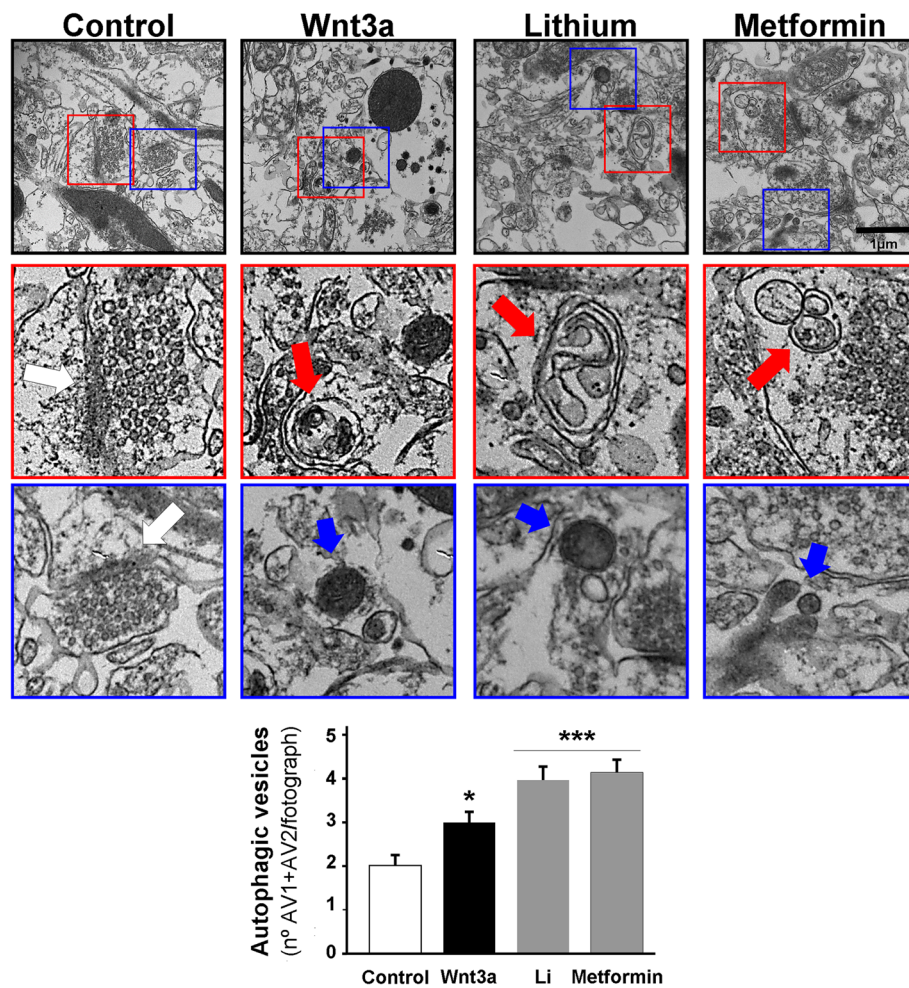 Control Wnt3a Lithium Metformin
1µm
Autophagic vesicles
(nº AV1+AV2/fotograph)
5
4
3
2
1
0
*
***
Control Wnt3a Li Metformin